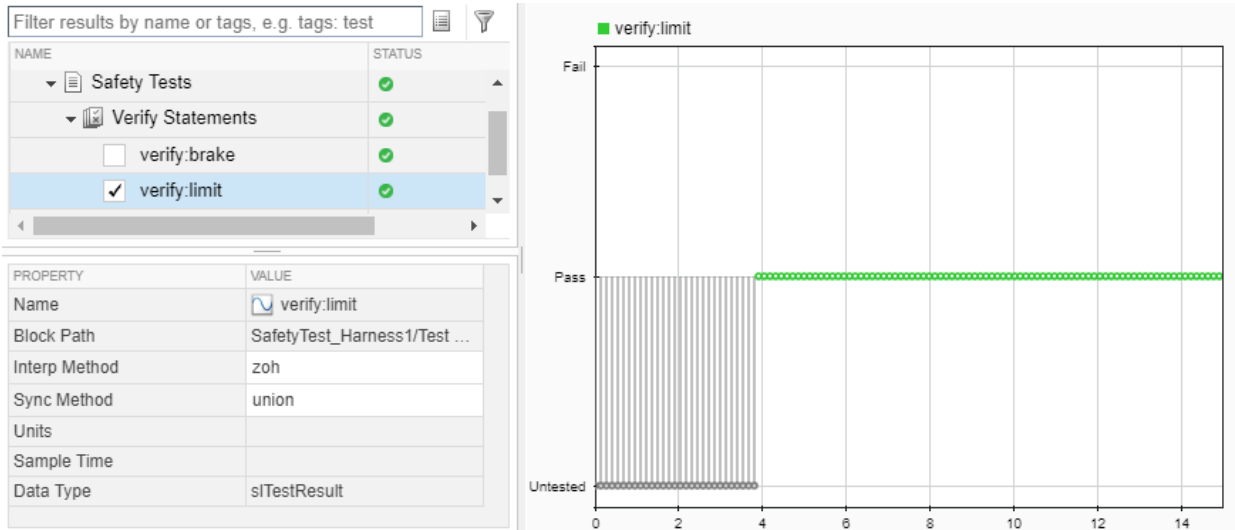 Filter results by name or tags, e.g. tags: test
NAME STATUS
Safety Tests
Verify Statements
verify:brake
verify:limit
PROPERTY VALUE
Name verify:limit
Block Path SafetyTest_Harness1/Test ...
Interp Method zoh
Sync Method union
Units
Sample Time
Data Type slTestResult
verify:limit
Fail
Pass
Untested
0 2 4 6 8 10 12 14